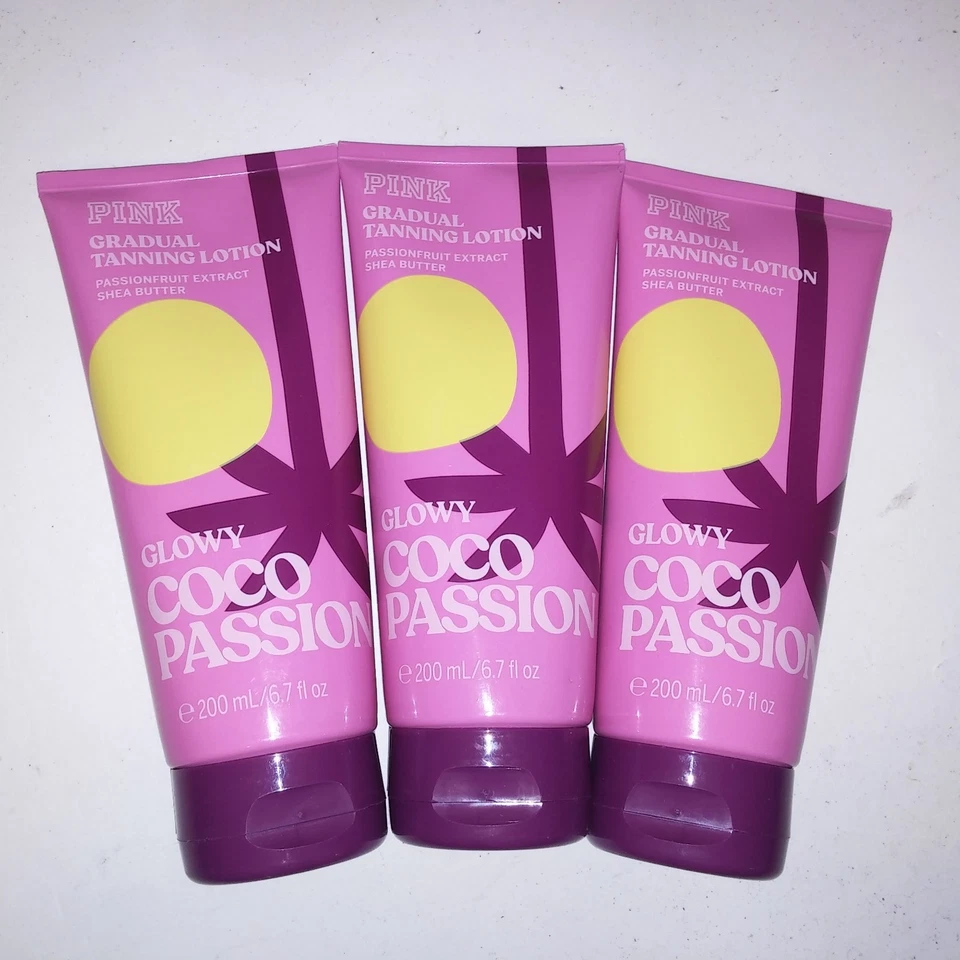 PINK
GRADUAL
TANNING LOTION
PASSIONFRUIT EXTRACT
SHEA BUTTER
GLOWY
COCO
PASSION
℮ 200 mL/6.7 fl oz
PINK
GRADUAL
TANNING LOTION
PASSIONFRUIT EXTRACT
SHEA BUTTER
GLOWY
COCO
PASSION
℮ 200 mL/6.7 fl oz
PINK
GRADUAL
TANNING LOTION
PASSIONFRUIT EXTRACT
SHEA BUTTER
GLOWY
COCO
PASSION
℮ 200 mL/6.7 fl oz